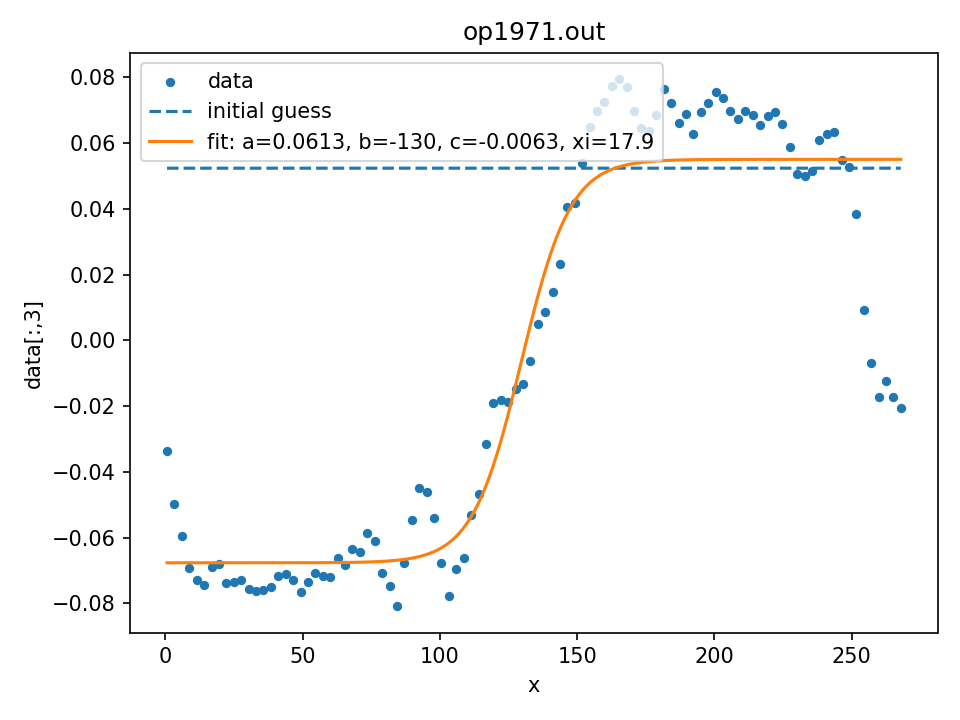 op1971.out
data
initial guess
fit: a=0.0613, b=-130, c=-0.0063, xi=17.9
data[:,3]
0.08
0.06
0.04
0.02
0.00
−0.02
−0.04
−0.06
−0.08
0
50
100
150
200
250
x